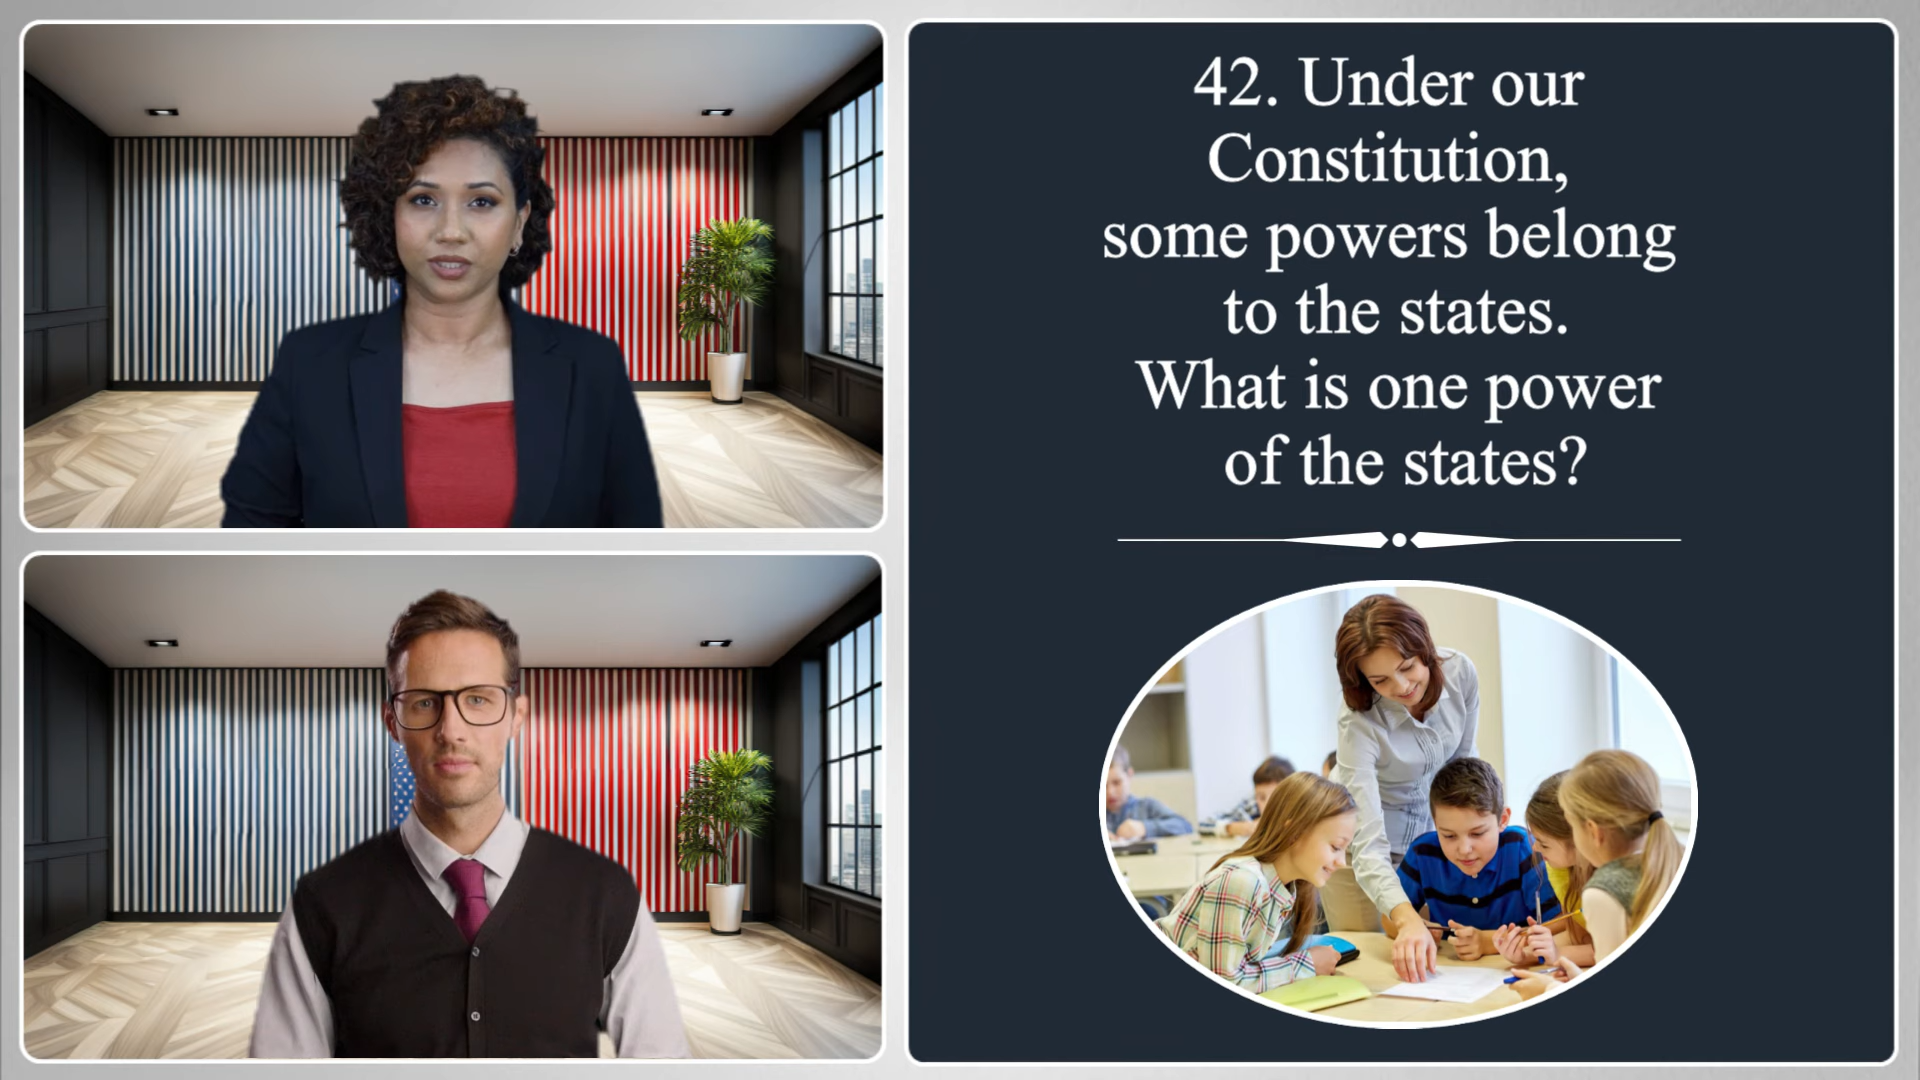 42. Under our
Constitution,
some powers belong
to the states.
What is one power
of the states?